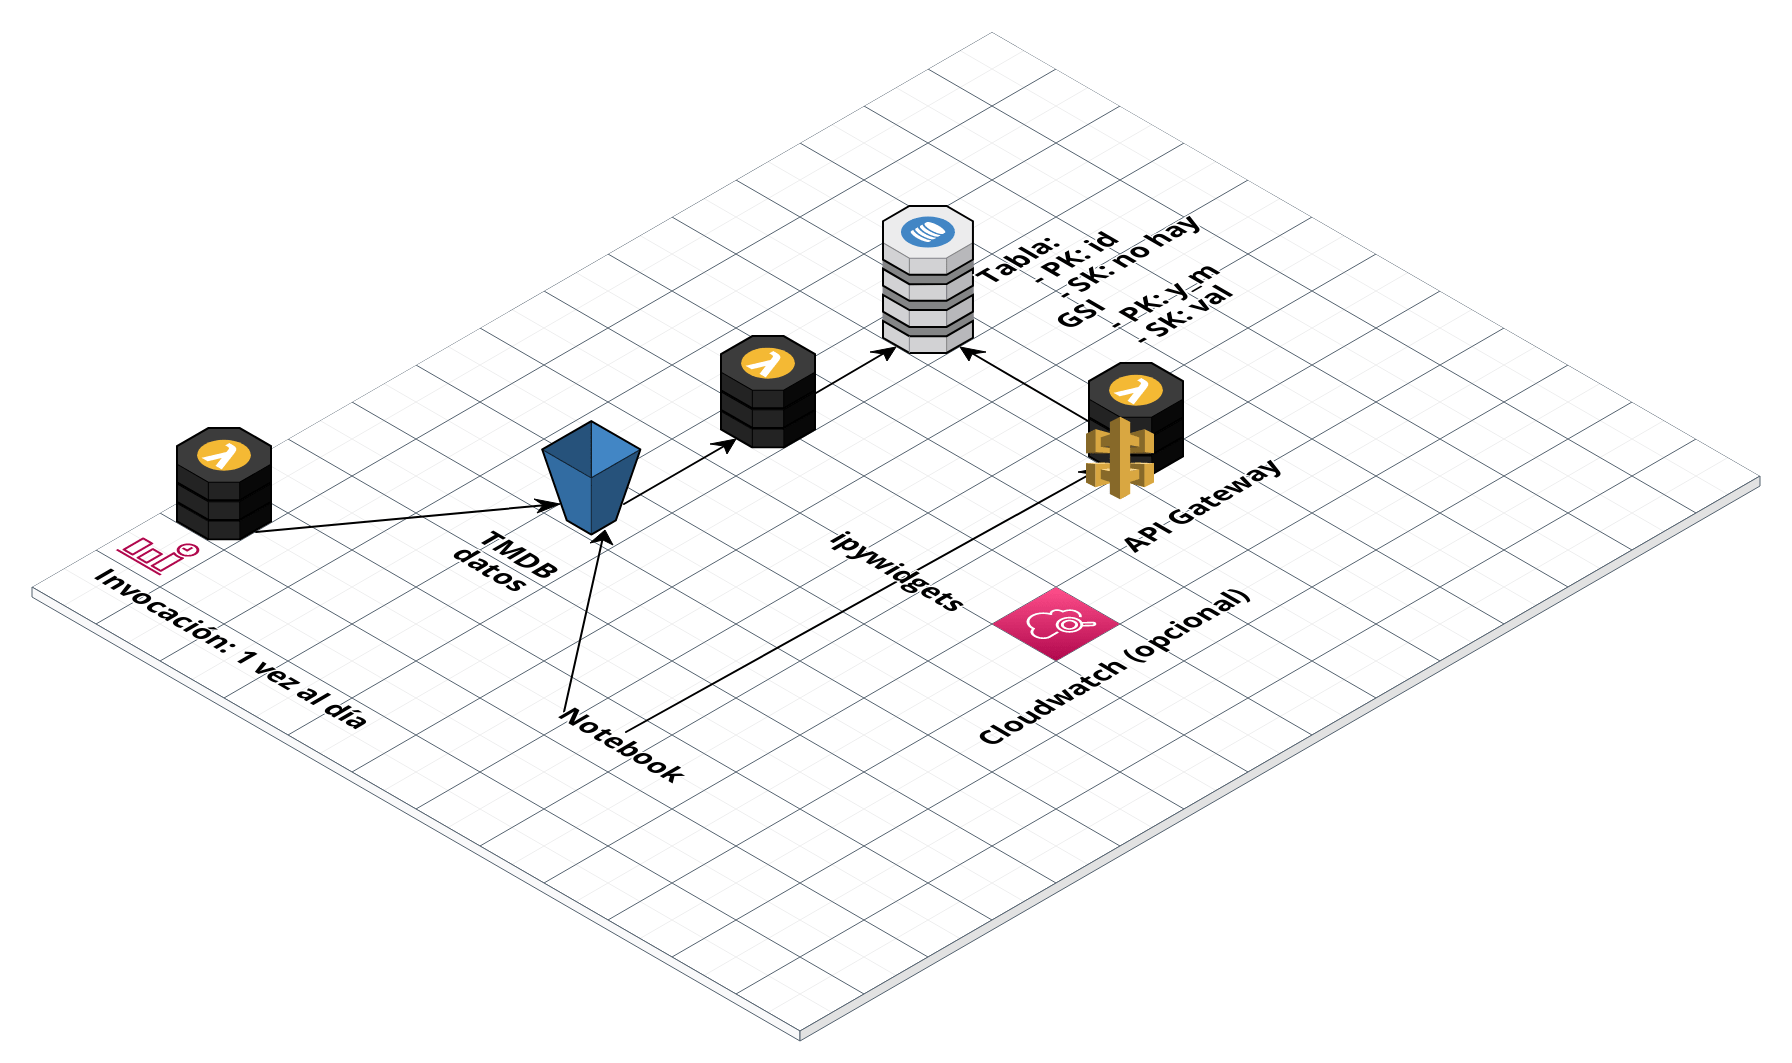 Tabla:
- PK: id
- SK: no hay
GSI
- PK: y_m
- SK: val
API Gateway
TMDB
datos
ipywidgets
Invocación: 1 vez al día
Cloudwatch (opcional)
Notebook